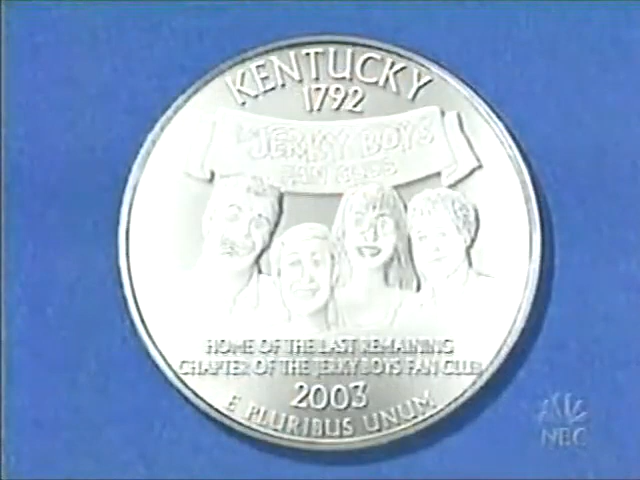 KENTUCKY
1792
JERKY BOYS
FAN CLUB
HOME OF THE LAST REMAINING
CHAPTER OF THE JERKY BOYS FAN CLUB
2003
E PLURIBUS UNUM
NBC